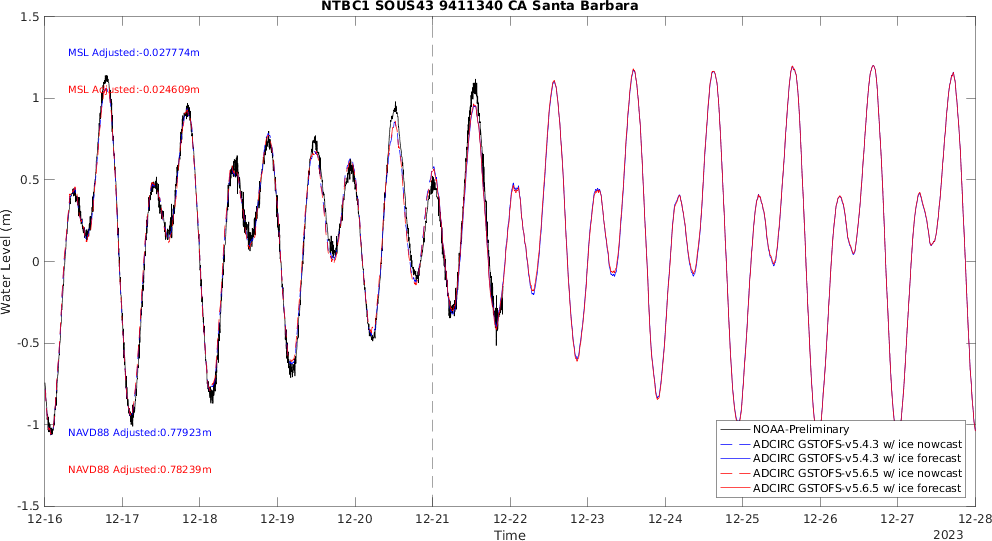 NTBC1 SOUS43 9411340 CA Santa Barbara
1.5
MSL Adjusted:-0.027774m
1
MSL Adjusted:-0.024609m
0.5
Water Level (m)
0
-0.5
-1
NAVD88 Adjusted:0.77923m
NAVD88 Adjusted:0.78239m
-1.5
NOAA-Preliminary
ADCIRC GSTOFS-v5.4.3 w/ ice nowcast
ADCIRC GSTOFS-v5.4.3 w/ ice forecast
ADCIRC GSTOFS-v5.6.5 w/ ice nowcast
ADCIRC GSTOFS-v5.6.5 w/ ice forecast
12-16 12-17 12-18 12-19 12-20 12-21 12-22 12-23 12-24 12-25 12-26 12-27 12-28
Time
2023